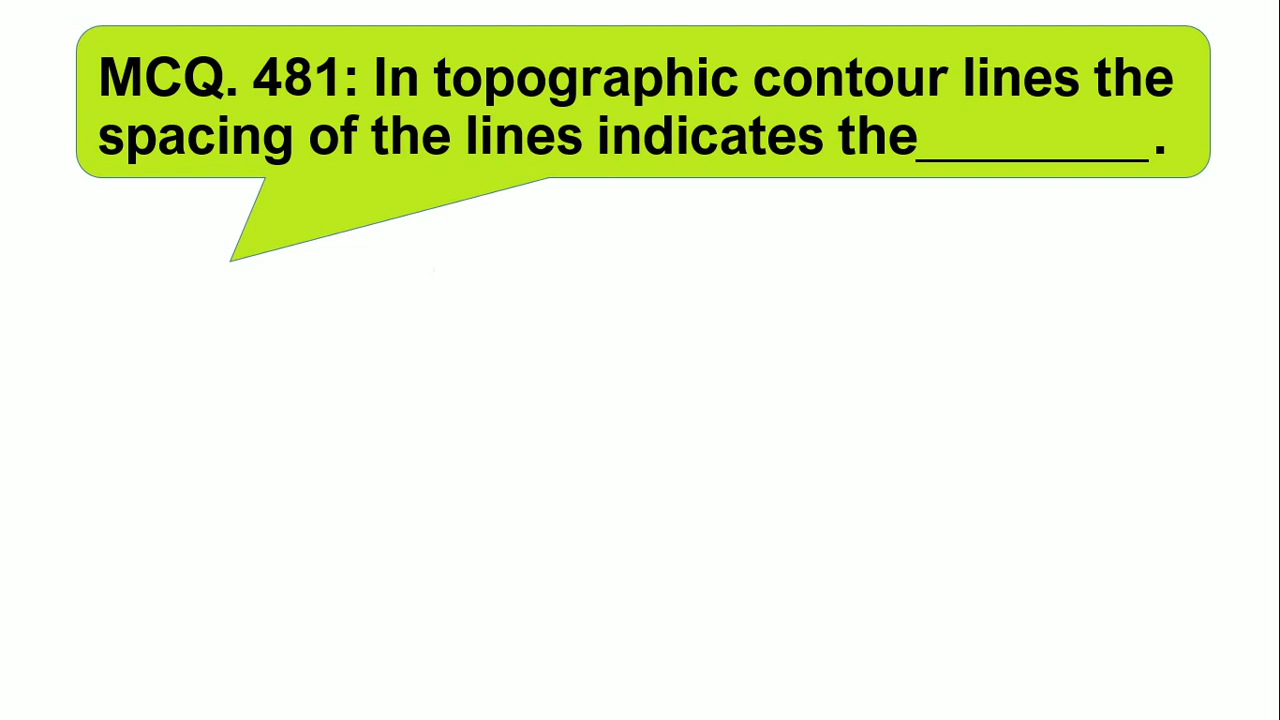 MCQ. 481: In topographic contour lines the
spacing of the lines indicates the_________.